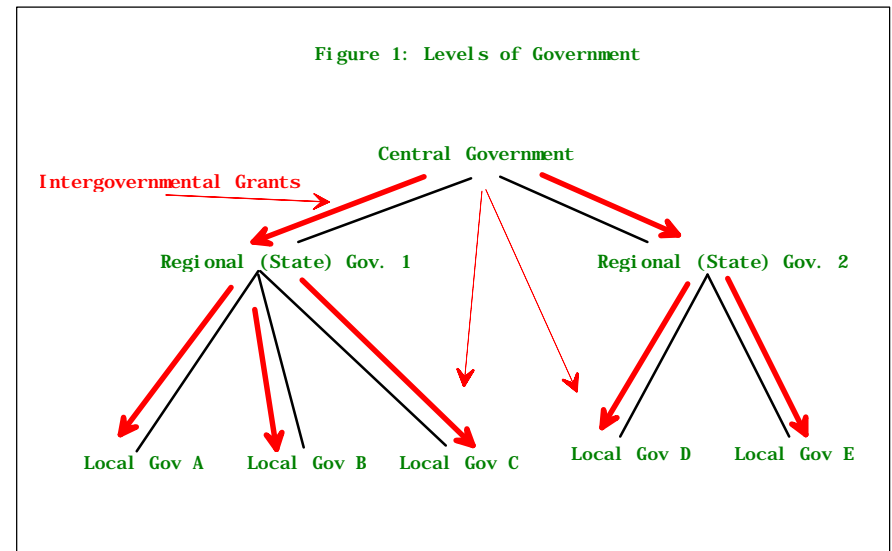 Figure 1: Levels of Government
Central Government
Intergovernmental Grants
Regional (State) Gov. 1
Regional (State) Gov. 2
Local Gov A
Local Gov B
Local Gov C
Local Gov D
Local Gov E